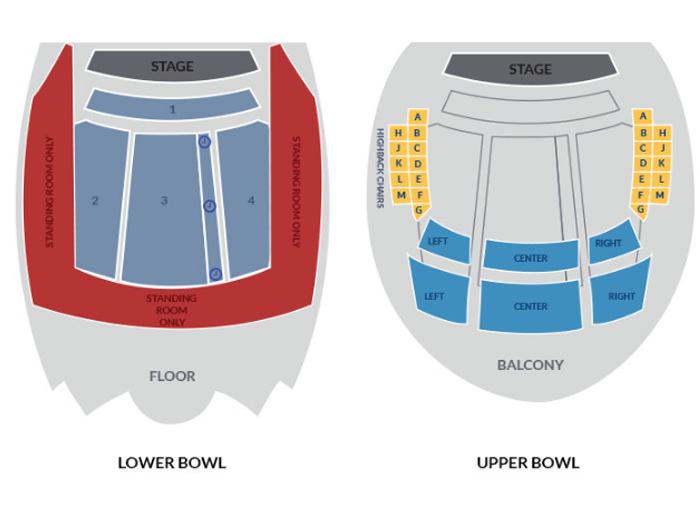 STAGE
1
2
3
4
STANDING ROOM ONLY
STANDING ROOM ONLY
STANDING
ROOM
ONLY
FLOOR
LOWER BOWL
STAGE
HIGHBACK CHAIRS
A
H B
J C
K D
L E
M F
G
A
B H
C J
D K
E L
F M
G
LEFT
CENTER
RIGHT
LEFT
CENTER
RIGHT
BALCONY
UPPER BOWL